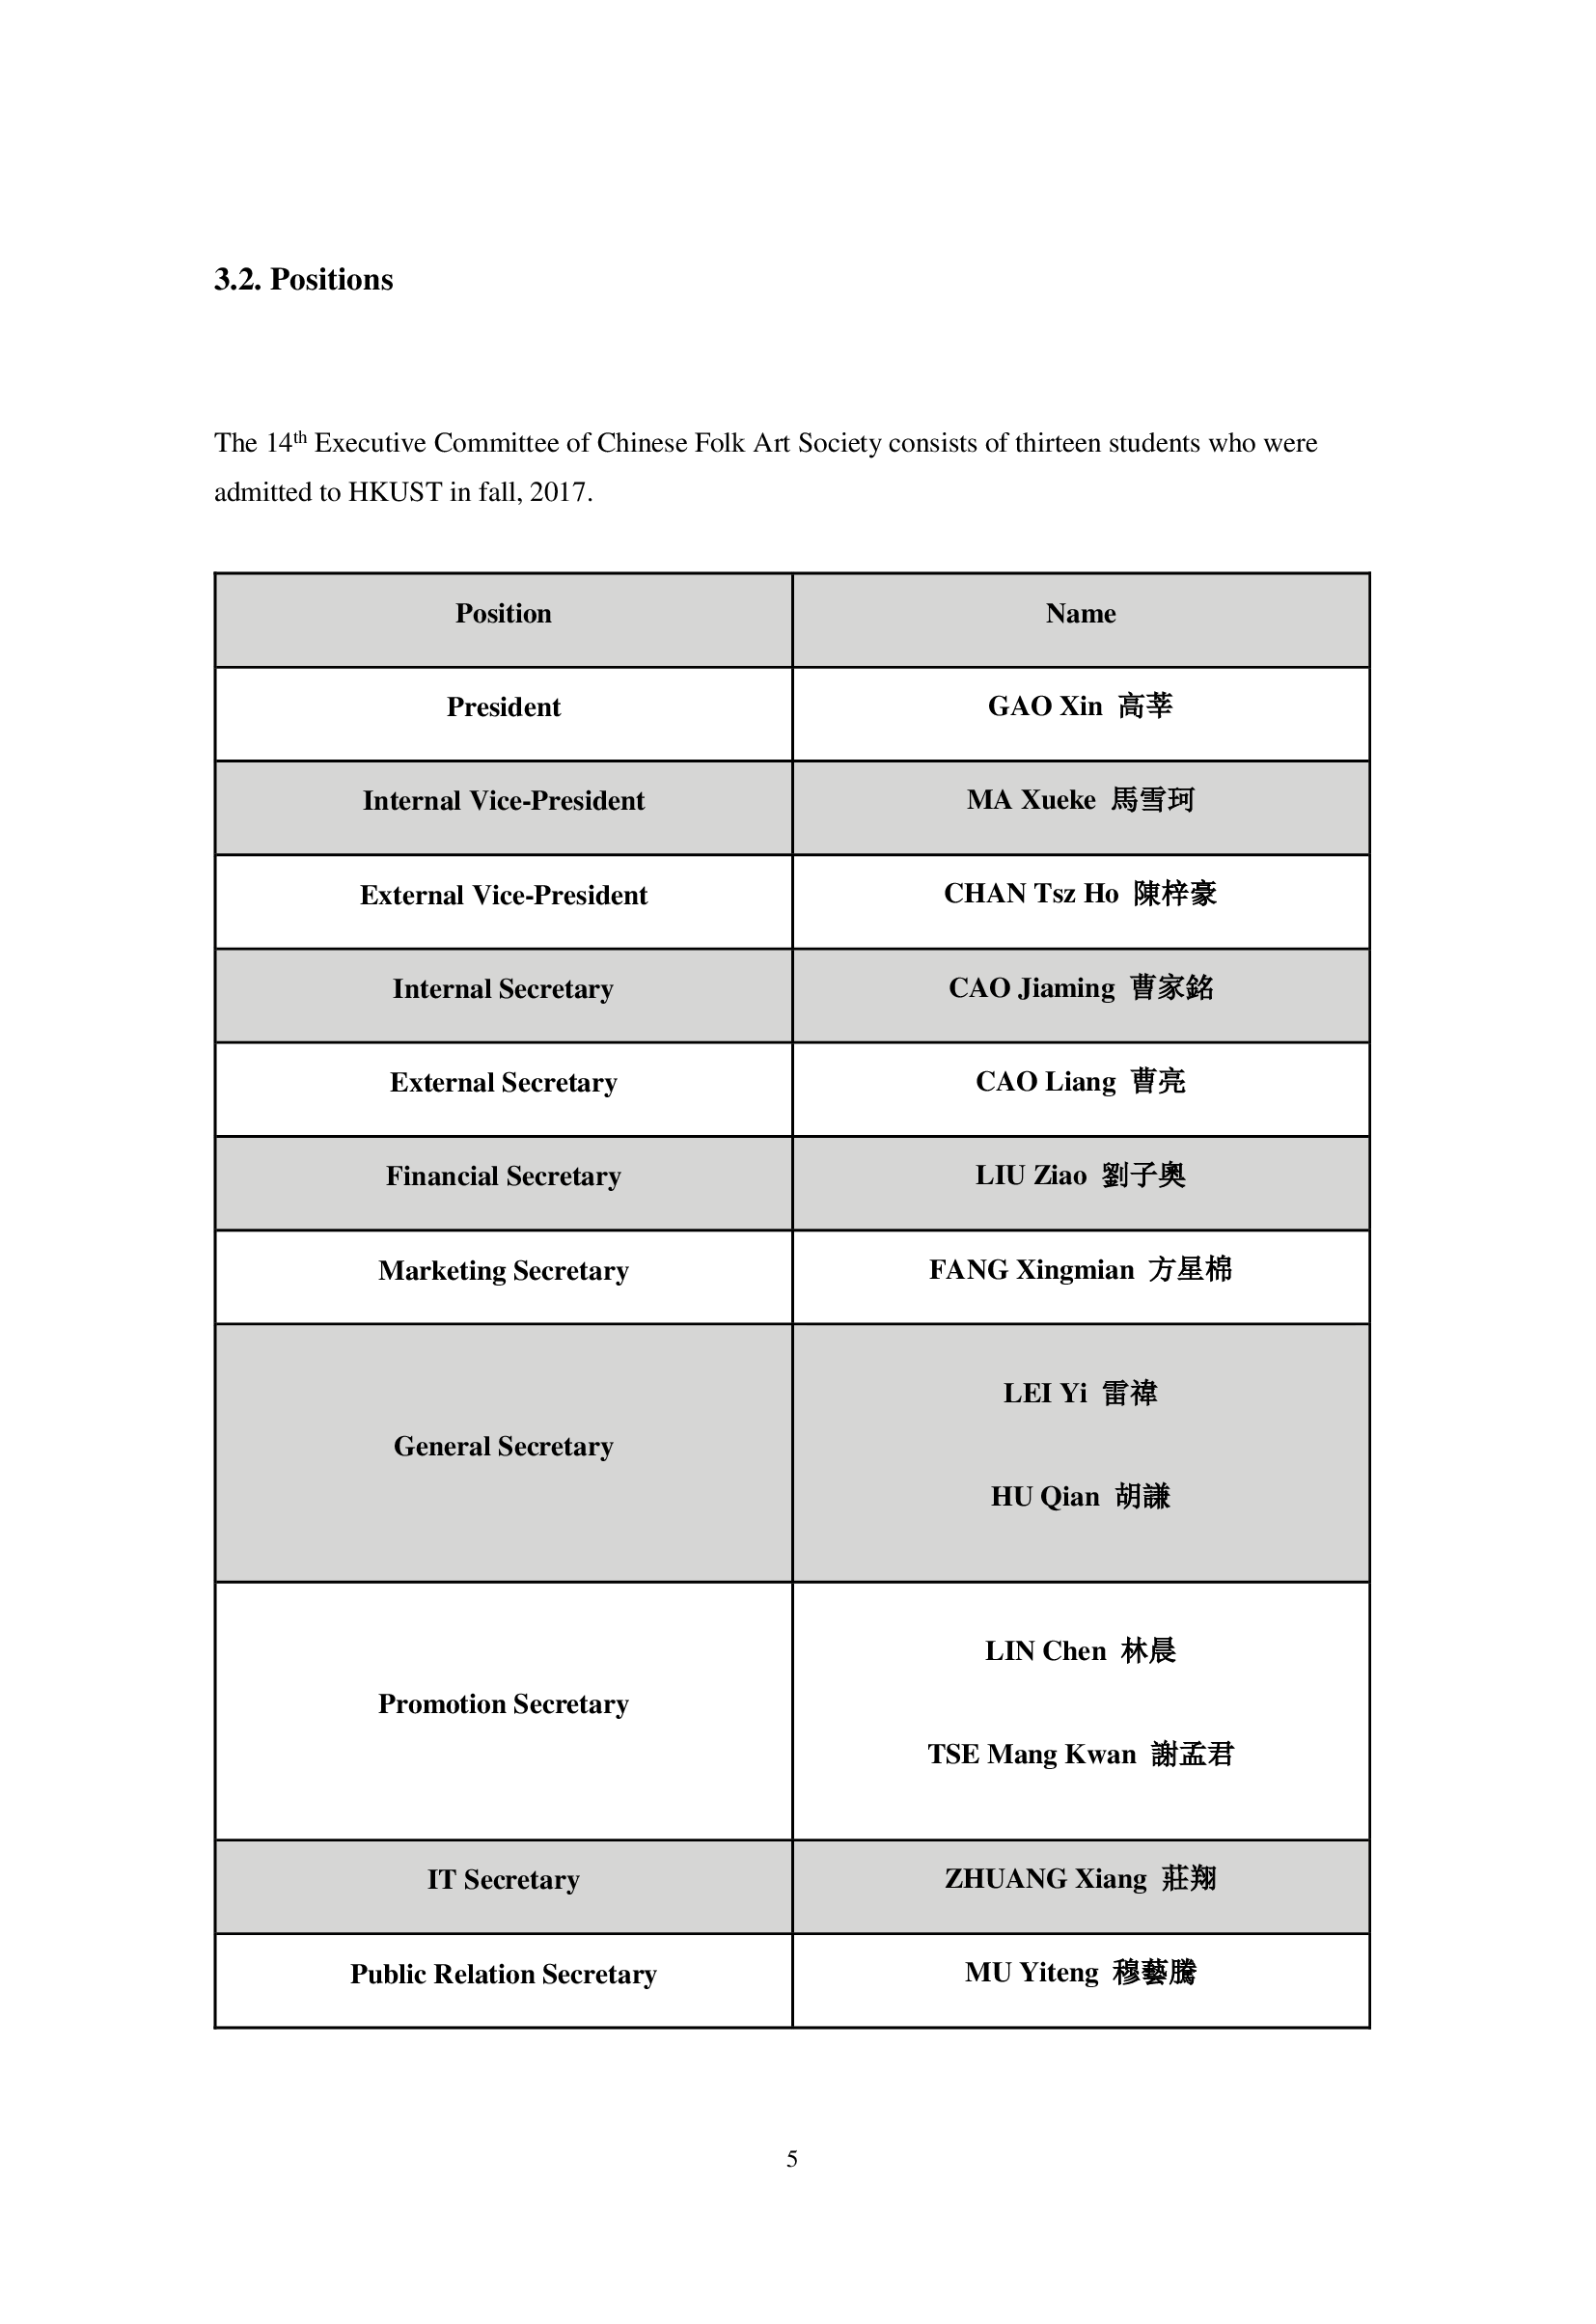 3.2. Positions
The 14th Executive Committee of Chinese Folk Art Society consists of thirteen students who were
admitted to HKUST in fall, 2017.
Position Name
President GAO Xin 高莘
Internal Vice-President MA Xueke 馬雪珂
External Vice-President CHAN Tsz Ho 陳梓豪
Internal Secretary CAO Jiaming 曹家銘
External Secretary CAO Liang 曹亮
Financial Secretary LIU Ziao 劉子奧
Marketing Secretary FANG Xingmian 方星棉
General Secretary
LEI Yi 雷禕
HU Qian 胡謙
Promotion Secretary
LIN Chen 林晨
TSE Mang Kwan 謝孟君
IT Secretary ZHUANG Xiang 莊翔
Public Relation Secretary MU Yiteng 穆藝騰
5